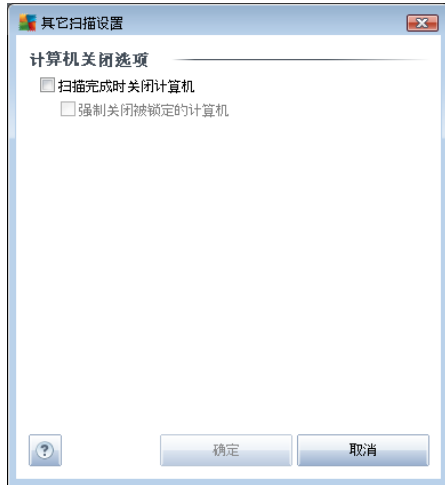 其它扫描设置
计算机关闭选项
扫描完成时关闭计算机
强制关闭被锁定的计算机
?
确定
取消